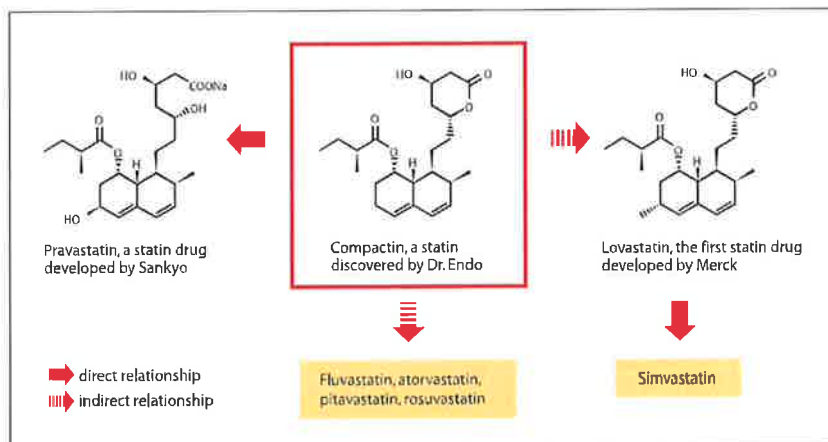 HO
COONa
OH
O
O
H
HO
Pravastatin, a statin drug
developed by Sankyo
HO
O
O
O
O
H
Compactin, a statin
discovered by Dr. Endo
HO
O
O
O
O
H
Lovastatin, the first statin drug
developed by Merck
direct relationship
indirect relationship
Fluvastatin, atorvastatin,
pitavastatin, rosuvastatin
Simvastatin